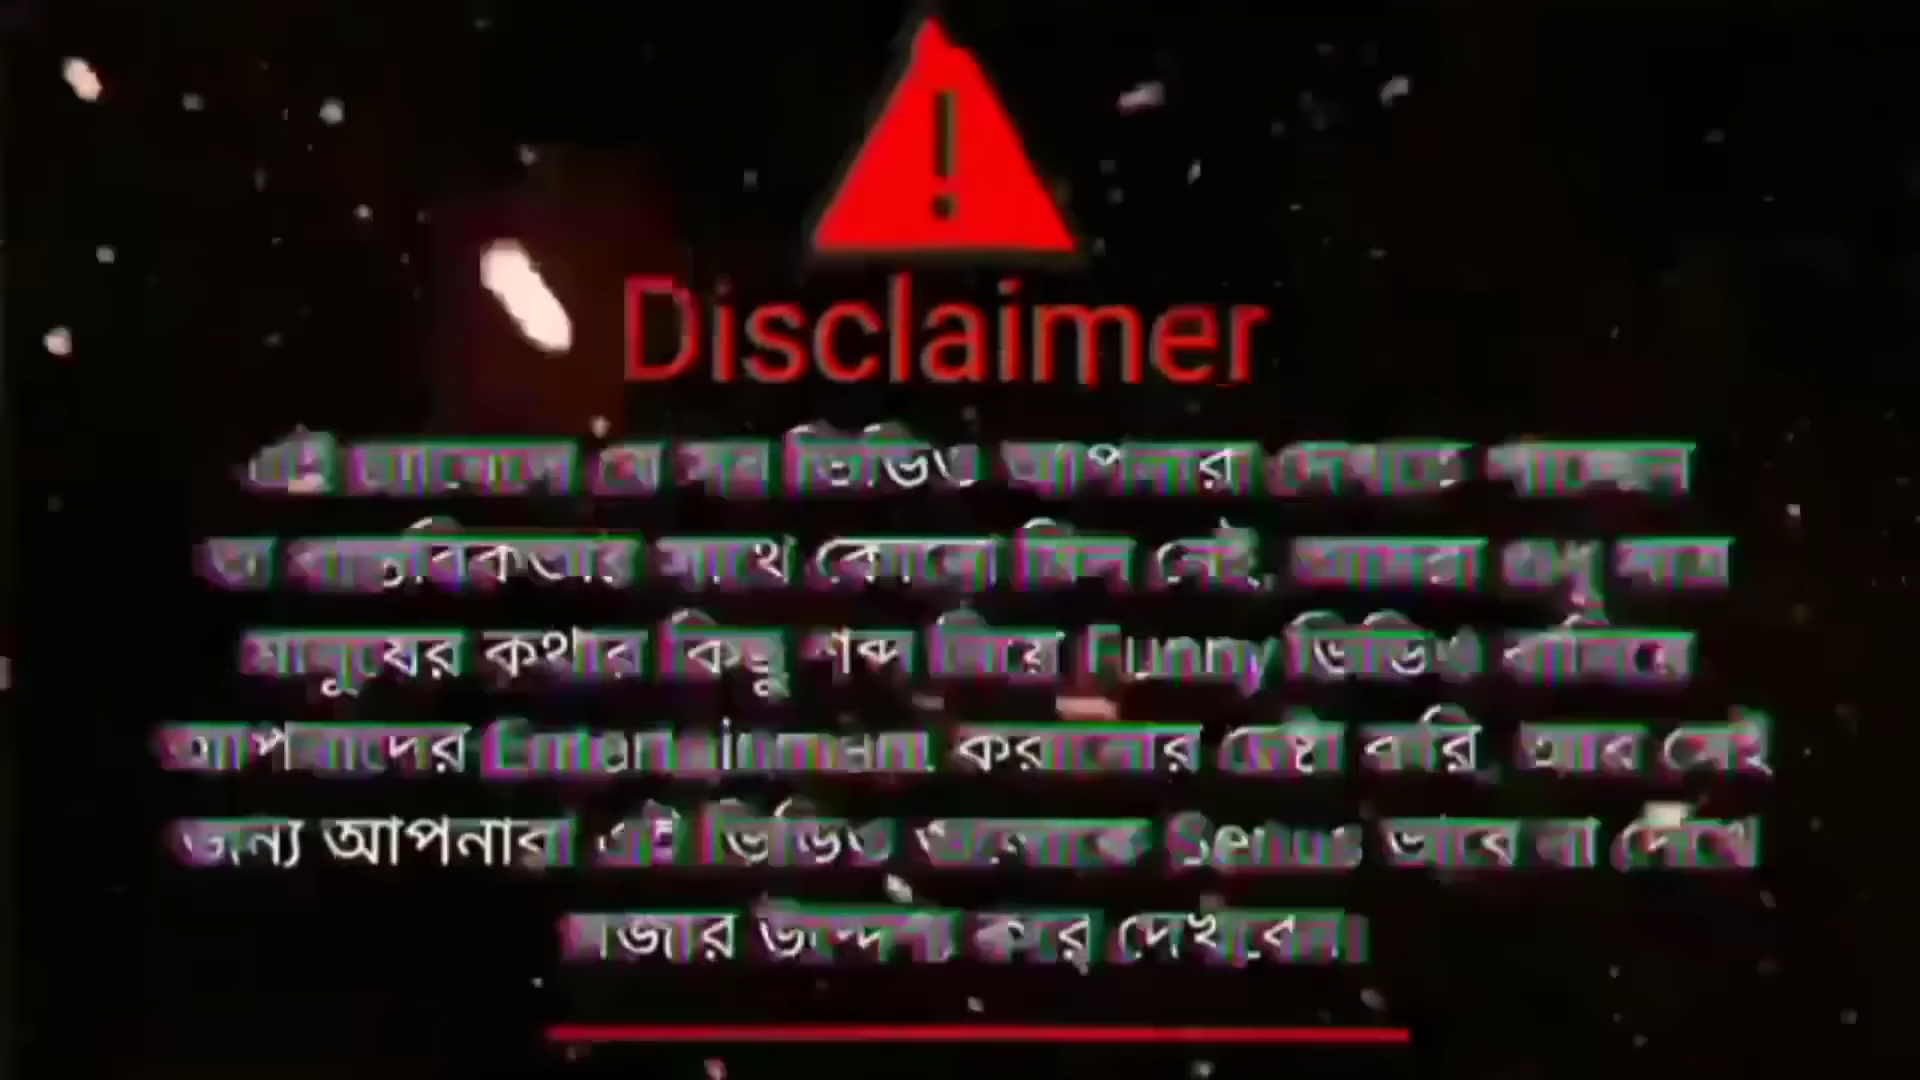 !
Disclaimer
এই চ্যানেলে যে সব ভিডিও আপনারা দেখতে পাচ্ছেন
তা বাস্তবিকতার সাথে কোনো মিল নেই, আমরা শুধু মাত্র
মানুষের কথার কিছু শব্দ নিয়ে Funny ভিডিও বানিয়ে
আপনাদের Entertainment করানোর চেষ্টা করি, আর সেই
জন্য আপনারা এই ভিডিও গুলোকে ভাবে না দেখে
মজার উদ্দেশ্য করে দেখবেন।